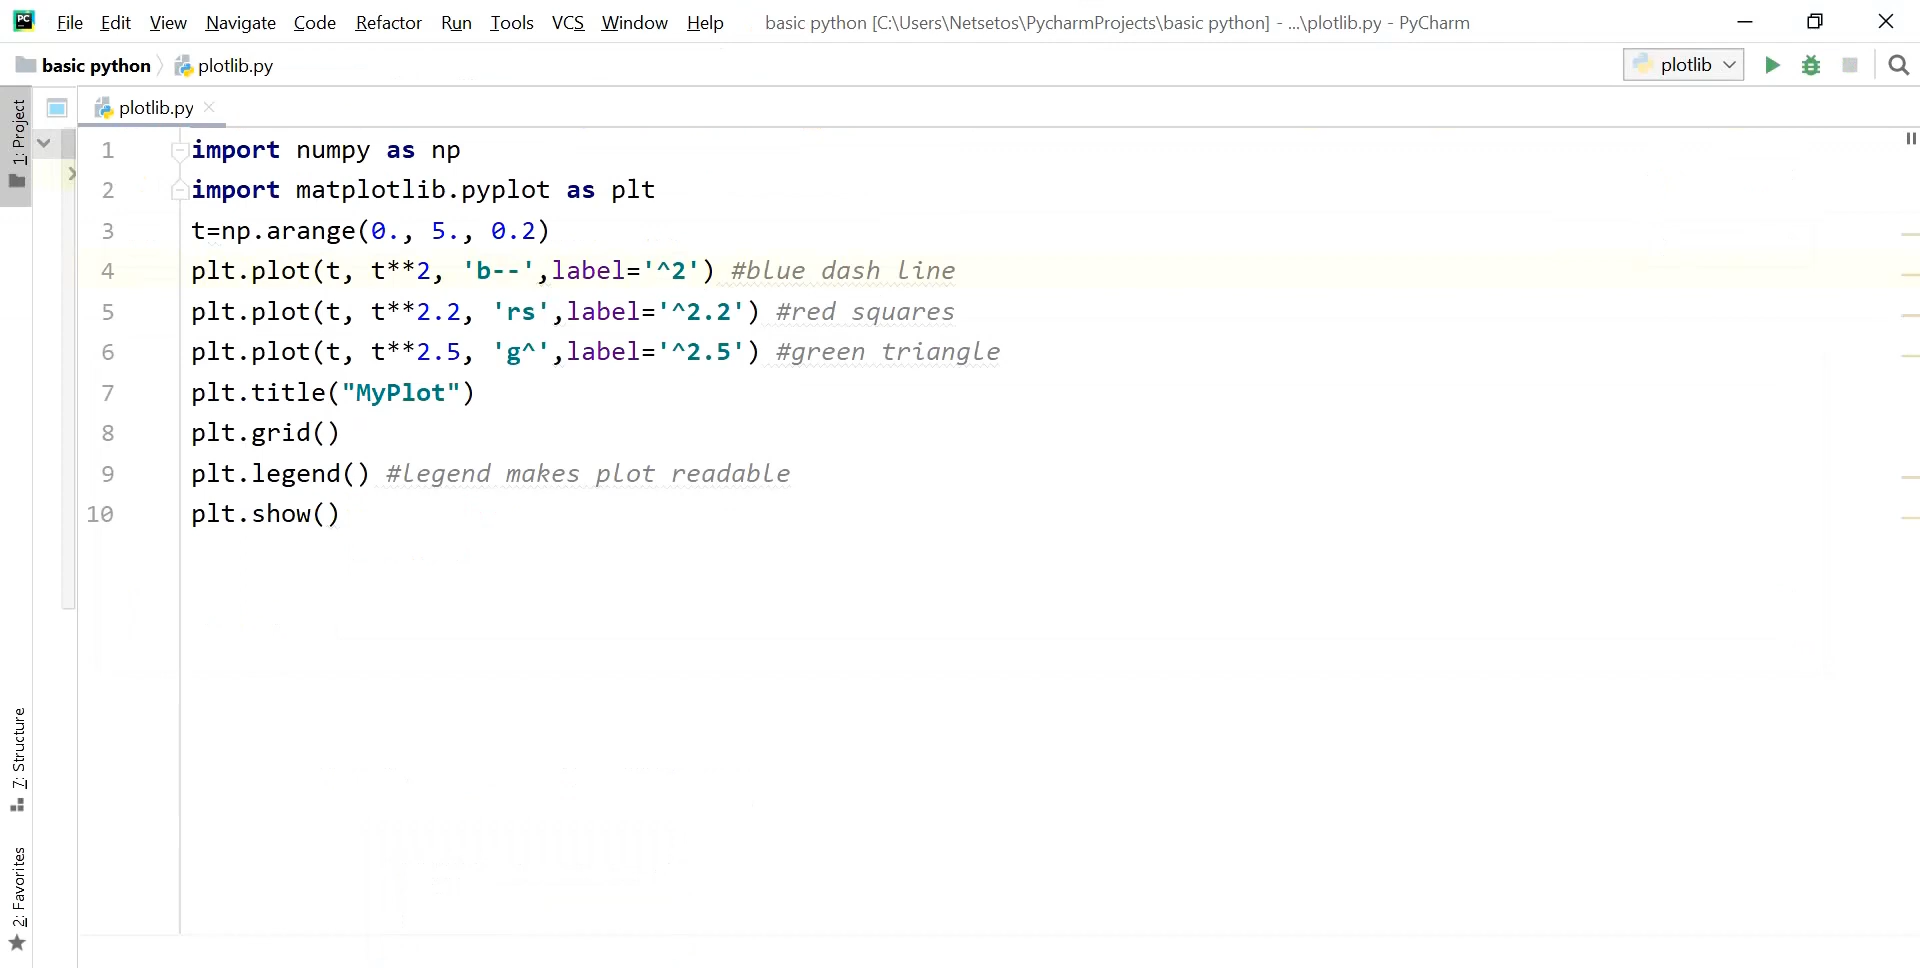 PC File Edit View Navigate Code Refactor Run Tools VCS Window Help basic python [C:\Users\Netsetos\PycharmProjects\basic python] - ...\plotlib.py - PyCharm
basic python plotlib.py plotlib
1: Project
plotlib.py
1 import numpy as np
2 import matplotlib.pyplot as plt
3 t=np.arange(0., 5., 0.2)
4 plt.plot(t, t**2, 'b--',label='^2') #blue dash line
5 plt.plot(t, t**2.2, 'rs',label='^2.2') #red squares
6 plt.plot(t, t**2.5, 'g^',label='^2.5') #green triangle
7 plt.title("MyPlot")
8 plt.grid()
9 plt.legend() #legend makes plot readable
10 plt.show()
7: Structure
2: Favorites